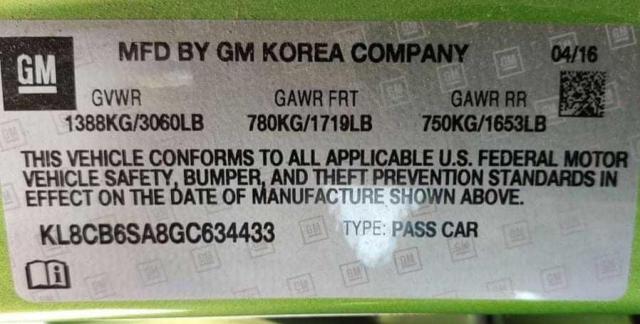 GM
MFD BY GM KOREA COMPANY 04/16
GVWR GAWR FRT GAWR RR
1388KG/3060LB 780KG/1719LB 750KG/1653LB
THIS VEHICLE CONFORMS TO ALL APPLICABLE U.S. FEDERAL MOTOR
VEHICLE SAFETY, BUMPER, AND THEFT PREVENTION STANDARDS IN
EFFECT ON THE DATE OF MANUFACTURE SHOWN ABOVE.
KL8CB6SA8GC634433 TYPE: PASS CAR